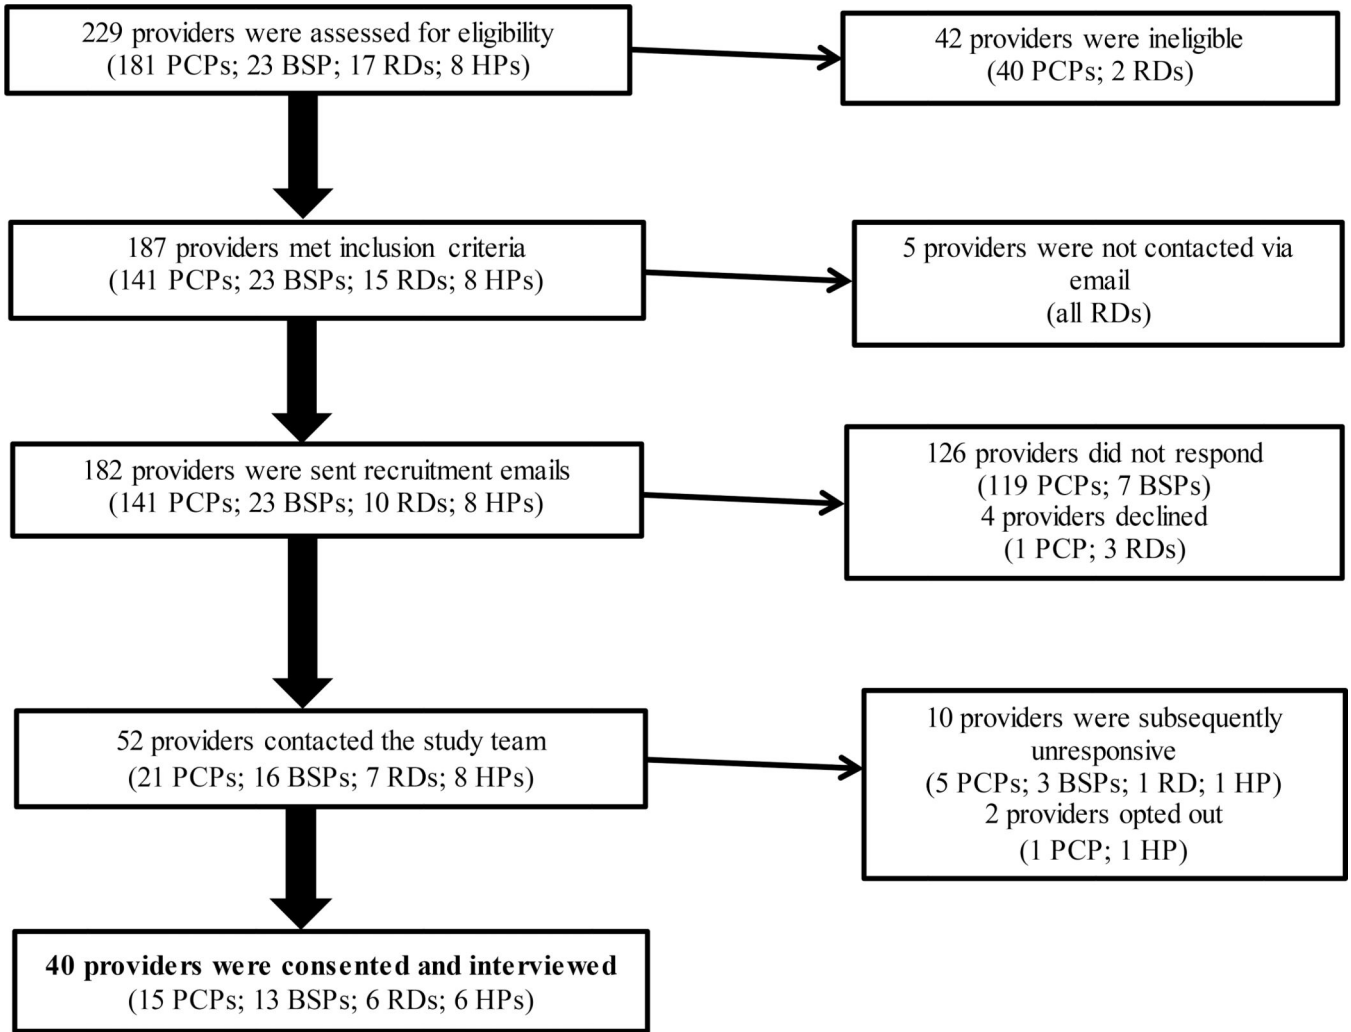 229 providers were assessed for eligibility
(181 PCPs; 23 BSP; 17 RDs; 8 HPs)
42 providers were ineligible
(40 PCPs; 2 RDs)
187 providers met inclusion criteria
(141 PCPs; 23 BSPs; 15 RDs; 8 HPs)
5 providers were not contacted via
email
(all RDs)
182 providers were sent recruitment emails
(141 PCPs; 23 BSPs; 10 RDs; 8 HPs)
126 providers did not respond
(119 PCPs; 7 BSPs)
4 providers declined
(1 PCP; 3 RDs)
52 providers contacted the study team
(21 PCPs; 16 BSPs; 7 RDs; 8 HPs)
10 providers were subsequently
unresponsive
(5 PCPs; 3 BSPs; 1 RD; 1 HP)
2 providers opted out
(1 PCP; 1 HP)
40 providers were consented and interviewed
(15 PCPs; 13 BSPs; 6 RDs; 6 HPs)